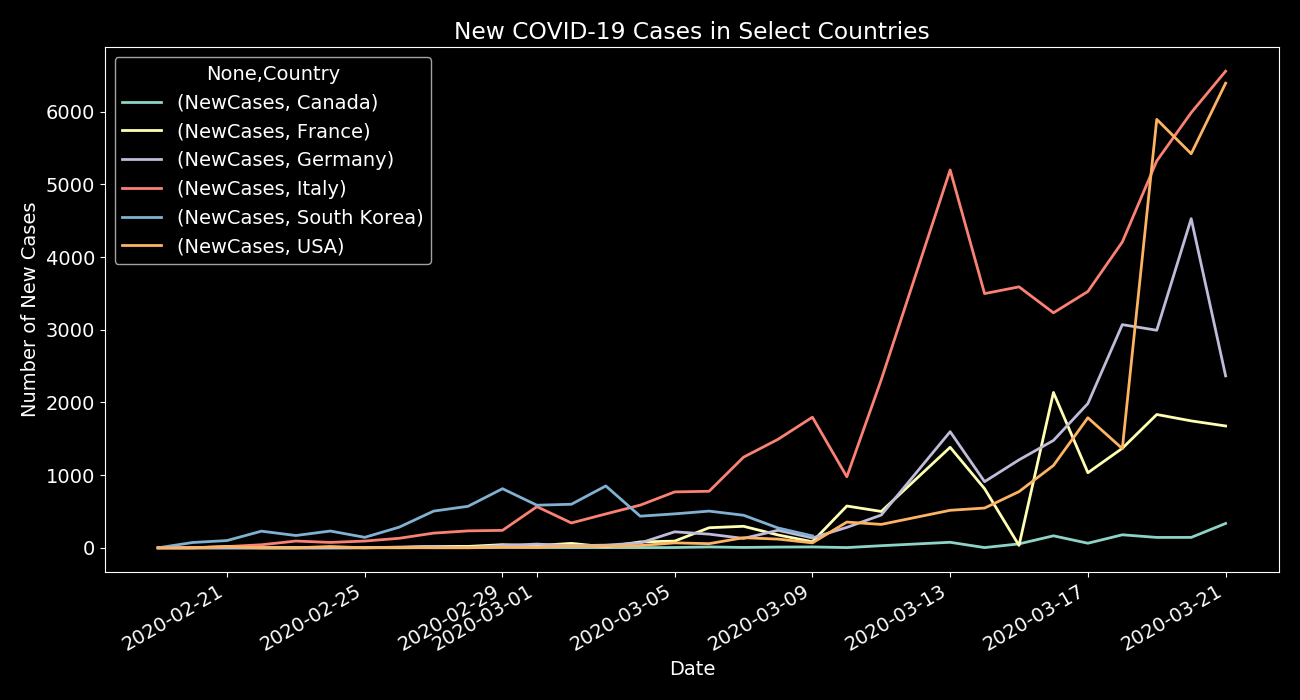 New COVID-19 Cases in Select Countries
None,Country
(NewCases, Canada)
(NewCases, France)
(NewCases, Germany)
(NewCases, Italy)
(NewCases, South Korea)
(NewCases, USA)
Number of New Cases
6000
5000
4000
3000
2000
1000
0
2020-02-21
2020-02-25
2020-02-29
2020-03-01
2020-03-05
2020-03-09
2020-03-13
2020-03-17
2020-03-21
Date